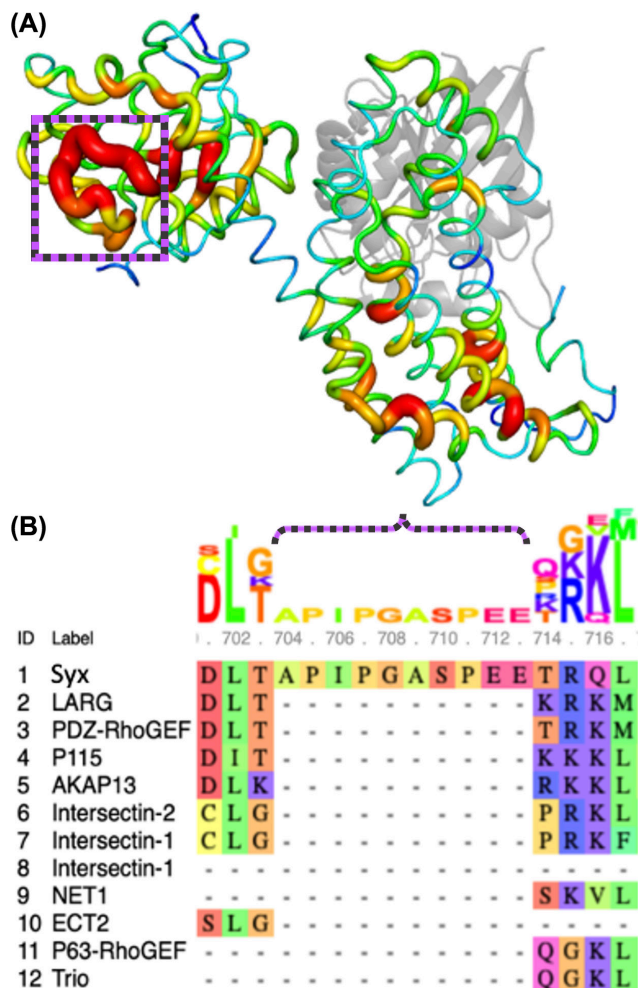 (A)
(B)
S I G Q G E F
C L K P K V M
D T A P I P G A S P E E K R K L
T Q
. 702 . 704 . 706 . 708 . 710 . 712 . 714 . 716 .
ID Label
1 Syx D L T A P I P G A S P E E T R Q L
2 LARG D L T - - - - - - - - - - K R K M
3 PDZ-RhoGEF D L T - - - - - - - - - - T R K M
4 P115 D I T - - - - - - - - - - K K K L
5 AKAP13 D L K - - - - - - - - - - R K K L
6 Intersectin-2 C L G - - - - - - - - - - P R K L
7 Intersectin-1 C L G - - - - - - - - - - P R K F
8 Intersectin-1 - - - - - - - - - - - - - - - - -
9 NET1 - - - - - - - - - - - - - S K V L
10 ECT2 S L G - - - - - - - - - - - - - -
11 P63-RhoGEF - - - - - - - - - - - - - Q G K L
12 Trio - - - - - - - - - - - - - Q G K L